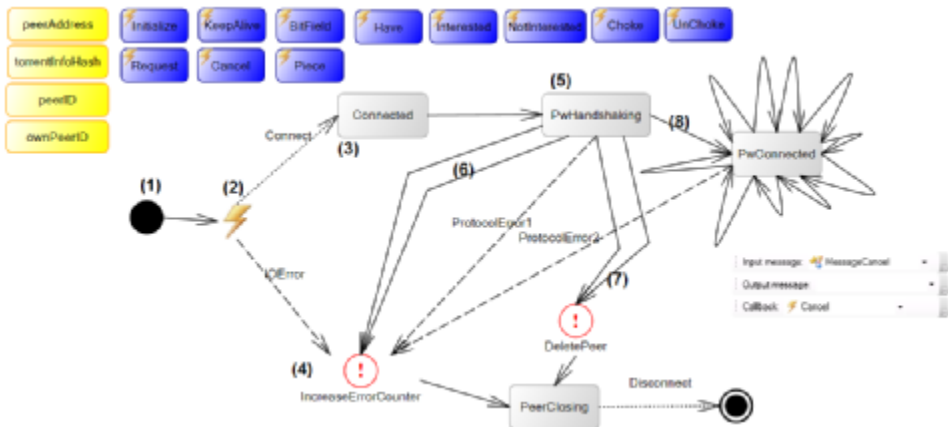 peerAddress
Initialize
KeepAlive
BitField
Have
Interested
NotInterested
Choke
UnChoke
torrentInfoHash
Request
Cancel
Piece
peerID
ownPeerID
(5)
Connected
PwHandshaking
(8)
Connect
(3)
PwConnected
(1)
(2)
(6)
ProtocolError1
ProtocolError2
IOError
Input message: MessageCancel
Output message:
(7)
Callback: Cancel
(4)
DeletePeer
IncreaseErrorCounter
Disconnect
PeerClosing